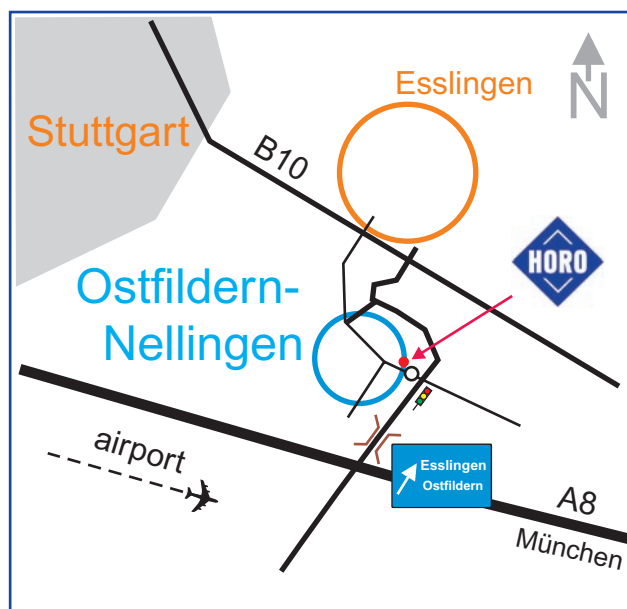 Esslingen
N
Stuttgart
B10
HORO
Ostfildern-
Nellingen
airport
Esslingen
Ostfildern
A8
München